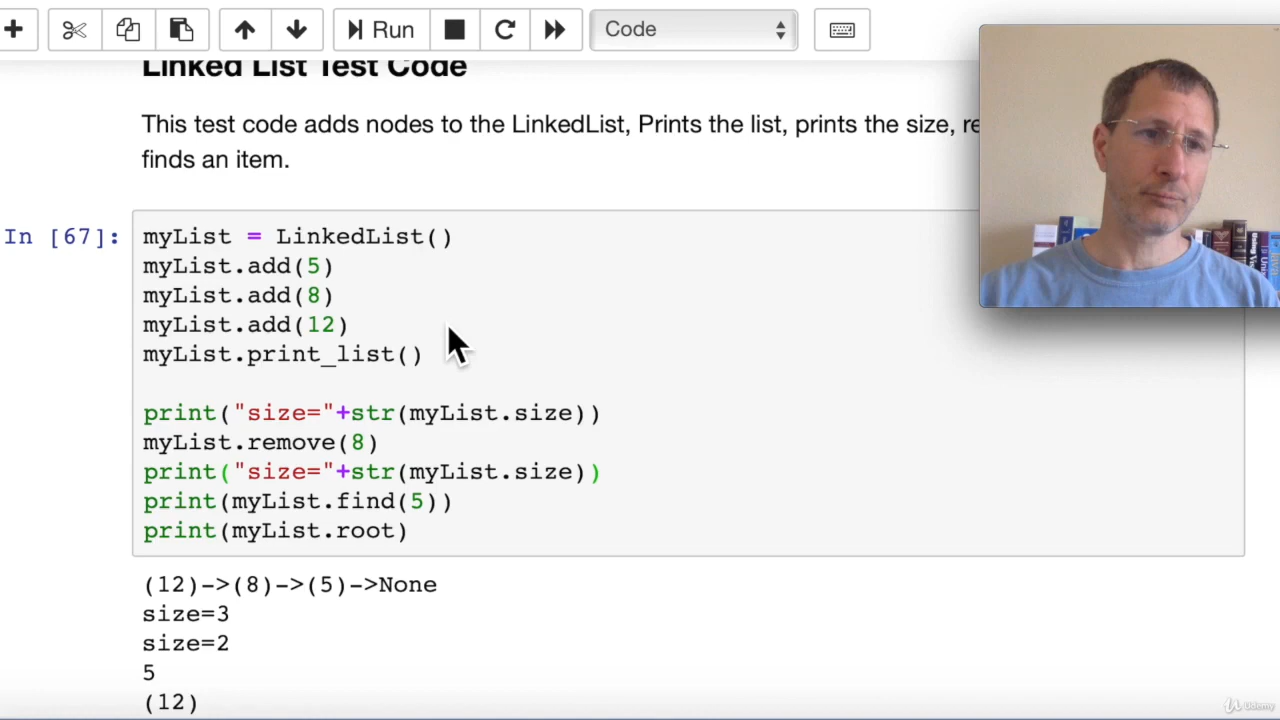 Run
Code
Linked List Test Code
This test code adds nodes to the LinkedList, Prints the list, prints the size, re
finds an item.
In [67]:
myList = LinkedList()
myList.add(5)
myList.add(8)
myList.add(12)
myList.print_list()
print("size="+str(myList.size))
myList.remove(8)
print("size="+str(myList.size))
print(myList.find(5))
print(myList.root)
(12)->(8)->(5)->None
size=3
size=2
5
(12)
Udemy